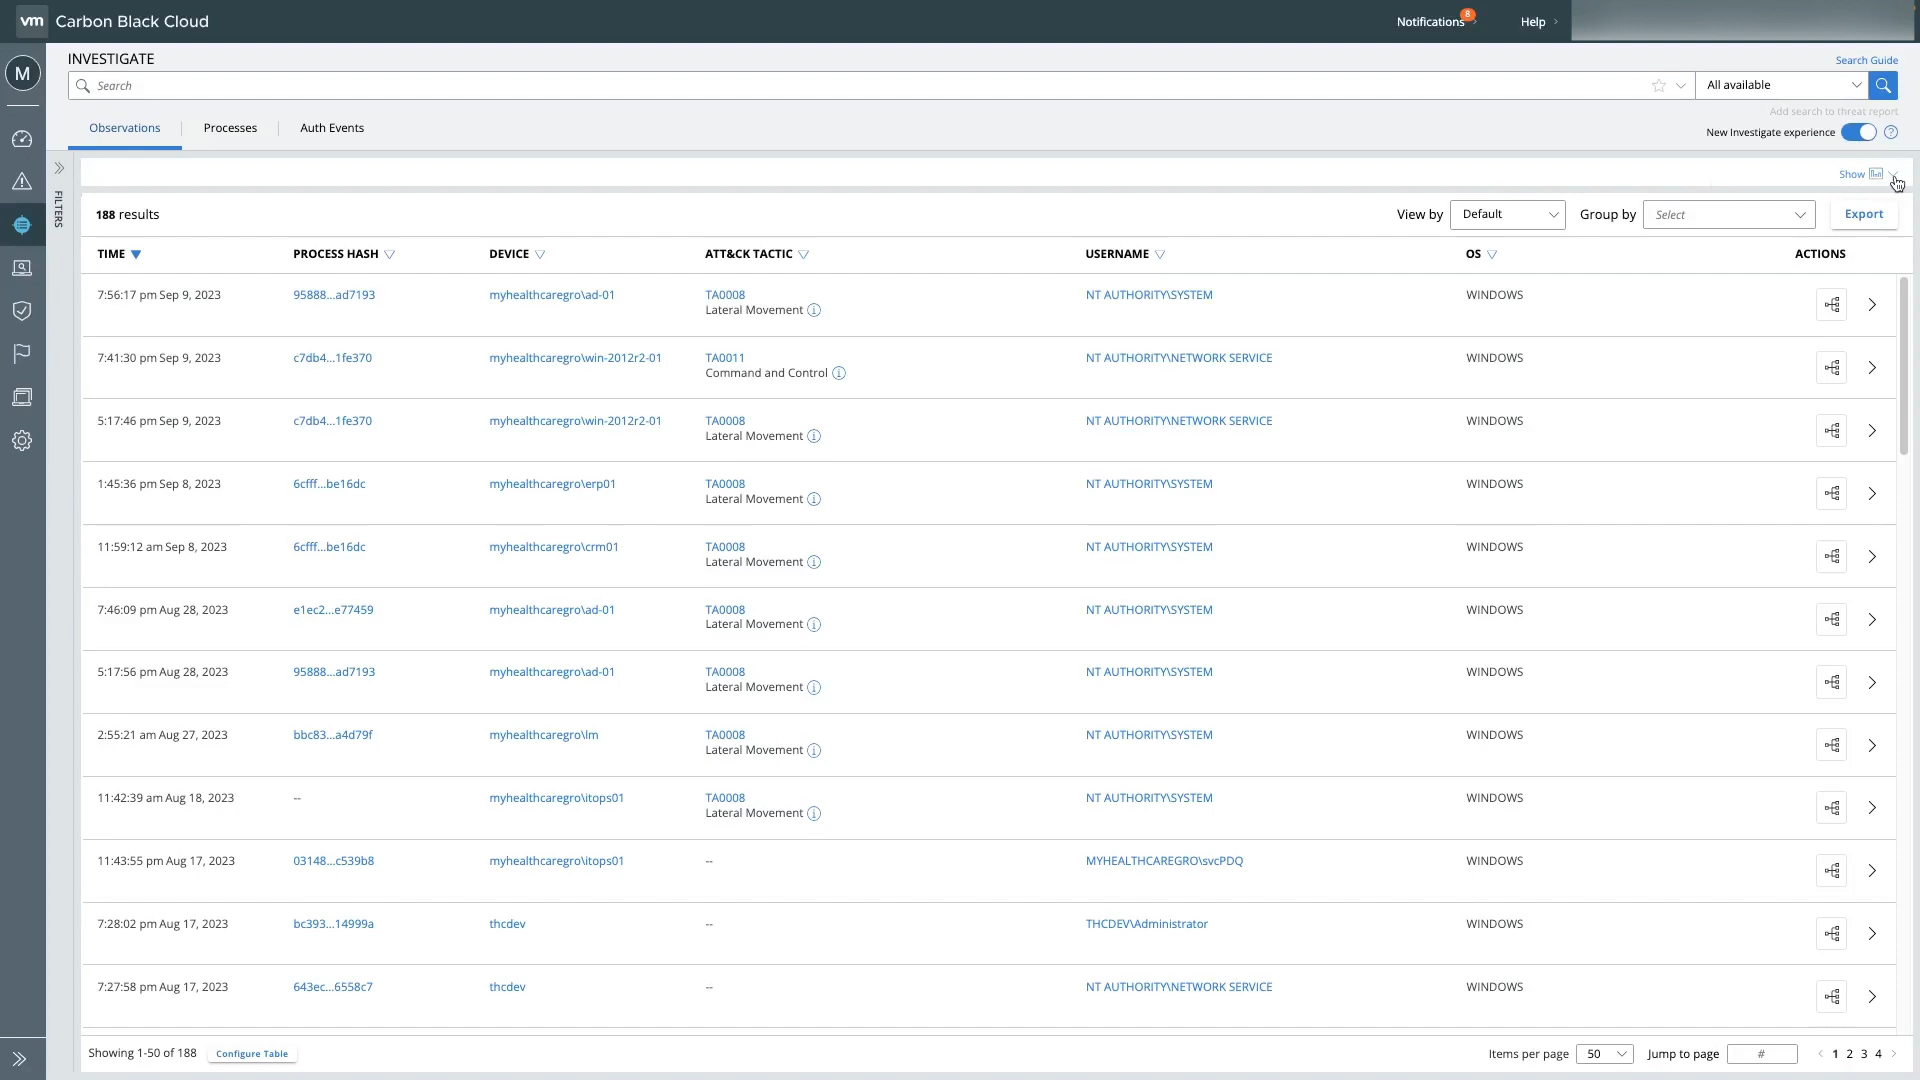 vm Carbon Black Cloud
Notifications 8
Help
M
INVESTIGATE
Search Guide
Search
All available
Add search to threat report
Observations
Processes
Auth Events
New Investigate experience ?
FILTERS
Show
188 results
View by Default
Group by Select
Export
TIME PROCESS HASH DEVICE ATT&CK TACTIC USERNAME OS ACTIONS
7:56:17 pm Sep 9, 2023 95888...ad7193 myhealthcaregro\ad-01 TA0008 NT AUTHORITY\SYSTEM WINDOWS
Lateral Movement
7:41:30 pm Sep 9, 2023 c7db4...1fe370 myhealthcaregro\win-2012r2-01 TA0011 NT AUTHORITY\NETWORK SERVICE WINDOWS
Command and Control
5:17:46 pm Sep 9, 2023 c7db4...1fe370 myhealthcaregro\win-2012r2-01 TA0008 NT AUTHORITY\NETWORK SERVICE WINDOWS
Lateral Movement
1:45:36 pm Sep 8, 2023 6cfff...be16dc myhealthcaregro\erp01 TA0008 NT AUTHORITY\SYSTEM WINDOWS
Lateral Movement
11:59:12 am Sep 8, 2023 6cfff...be16dc myhealthcaregro\crm01 TA0008 NT AUTHORITY\SYSTEM WINDOWS
Lateral Movement
7:46:09 pm Aug 28, 2023 e1ec2...e77459 myhealthcaregro\ad-01 TA0008 NT AUTHORITY\SYSTEM WINDOWS
Lateral Movement
5:17:56 pm Aug 28, 2023 95888...ad7193 myhealthcaregro\ad-01 TA0008 NT AUTHORITY\SYSTEM WINDOWS
Lateral Movement
2:55:21 am Aug 27, 2023 bbc83...a4d79f myhealthcaregro\lm TA0008 NT AUTHORITY\SYSTEM WINDOWS
Lateral Movement
11:42:39 am Aug 18, 2023 -- myhealthcaregro\itops01 TA0008 NT AUTHORITY\SYSTEM WINDOWS
Lateral Movement
11:43:55 pm Aug 17, 2023 03148...c539b8 myhealthcaregro\itops01 -- MYHEALTHCAREGRO\svcPDQ WINDOWS
7:28:02 pm Aug 17, 2023 bc393...14999a thcdev -- THCDEV\Administrator WINDOWS
7:27:58 pm Aug 17, 2023 643ec...6558c7 thcdev -- NT AUTHORITY\NETWORK SERVICE WINDOWS
Showing 1-50 of 188 Configure Table Items per page 50 Jump to page # 1 2 3 4